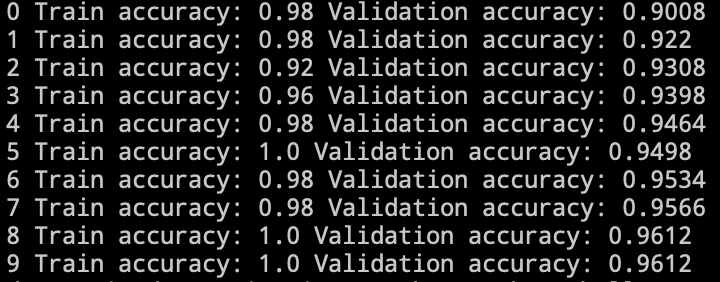 0 Train accuracy: 0.98 Validation accuracy: 0.9008
1 Train accuracy: 0.98 Validation accuracy: 0.922
2 Train accuracy: 0.92 Validation accuracy: 0.9308
3 Train accuracy: 0.96 Validation accuracy: 0.9398
4 Train accuracy: 0.98 Validation accuracy: 0.9464
5 Train accuracy: 1.0 Validation accuracy: 0.9498
6 Train accuracy: 0.98 Validation accuracy: 0.9534
7 Train accuracy: 0.98 Validation accuracy: 0.9566
8 Train accuracy: 1.0 Validation accuracy: 0.9612
9 Train accuracy: 1.0 Validation accuracy: 0.9612